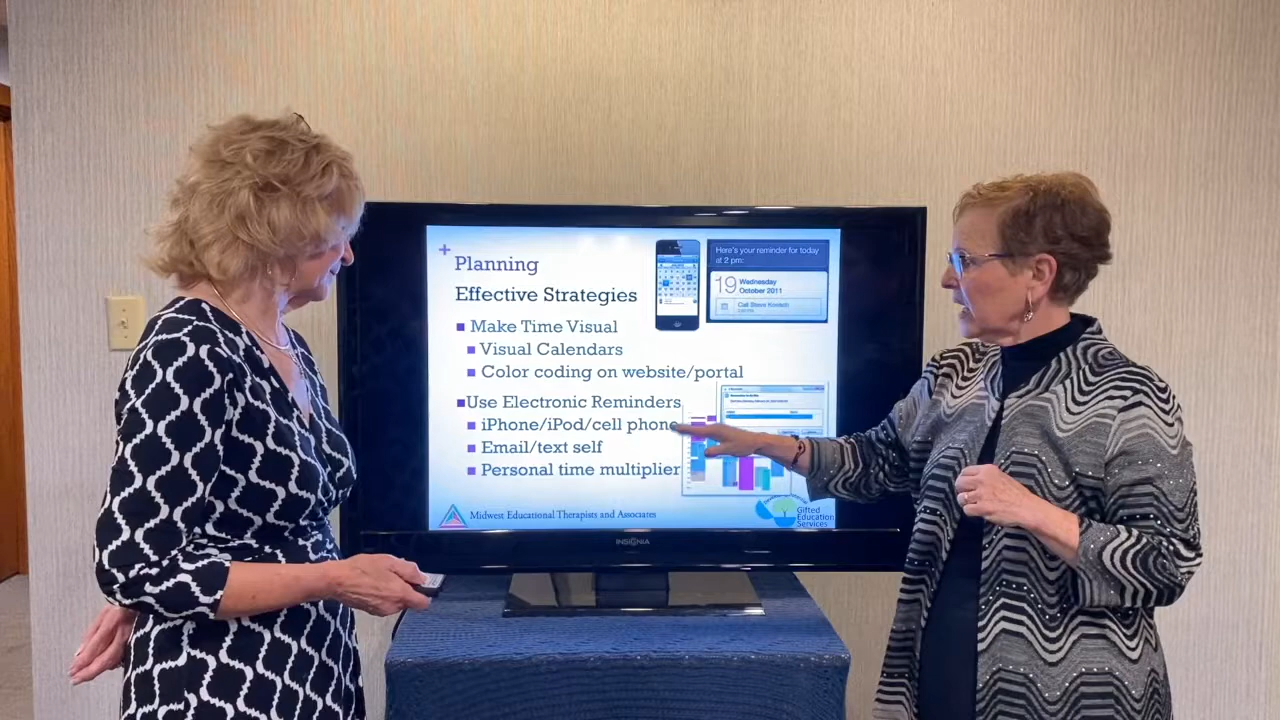 +
Planning
Effective Strategies
Make Time Visual
Visual Calendars
Color coding on website/portal
Use Electronic Reminders
iPhone/iPod/cell phone
Email/text self
Personal time multiplier
Here's your reminder for today
at 2 pm:
19 Wednesday
October 2011
Midwest Educational Therapists and Associates
Gifted
Education
Services
INSIGNIA